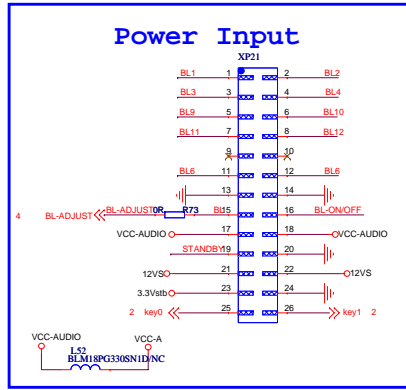 Power Input
XP21
BL1 1 2 BL2
BL3 3 4 BL4
BL9 5 6 BL10
BL11 7 8 BL12
9 10
BL6 11 12 BL6
13 14
4 BL-ADJUST BL-ADJUST 0R R73 BL 15 16 BL-ON/OFF
VCC-AUDIO 17 18 VCC-AUDIO
STANDBY 19 20
12VS 21 22 12VS
3.3Vstb 23 24
2 key0 25 26 key1 2
VCC-AUDIO VCC-A
L52
BLM18PG330SN1D/NC